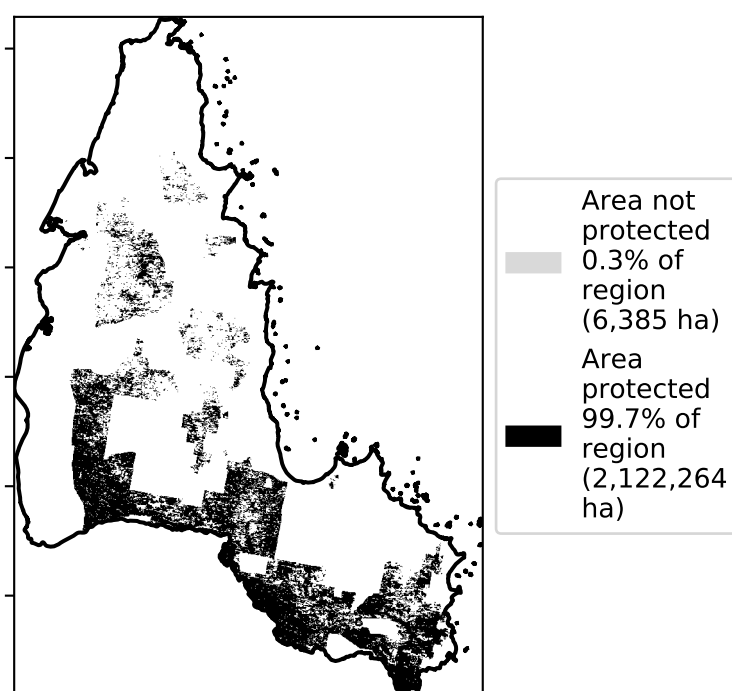 Area not
protected
0.3% of
region
(6,385 ha)
Area
protected
99.7% of
region
(2,122,264
ha)